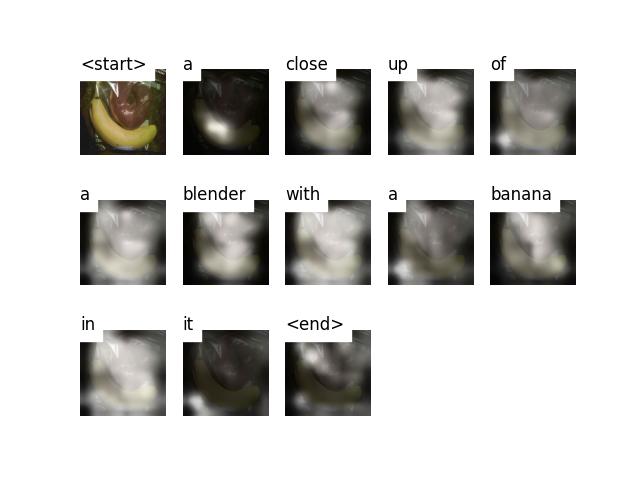 <start> a close up of
a blender with a banana
in it <end>